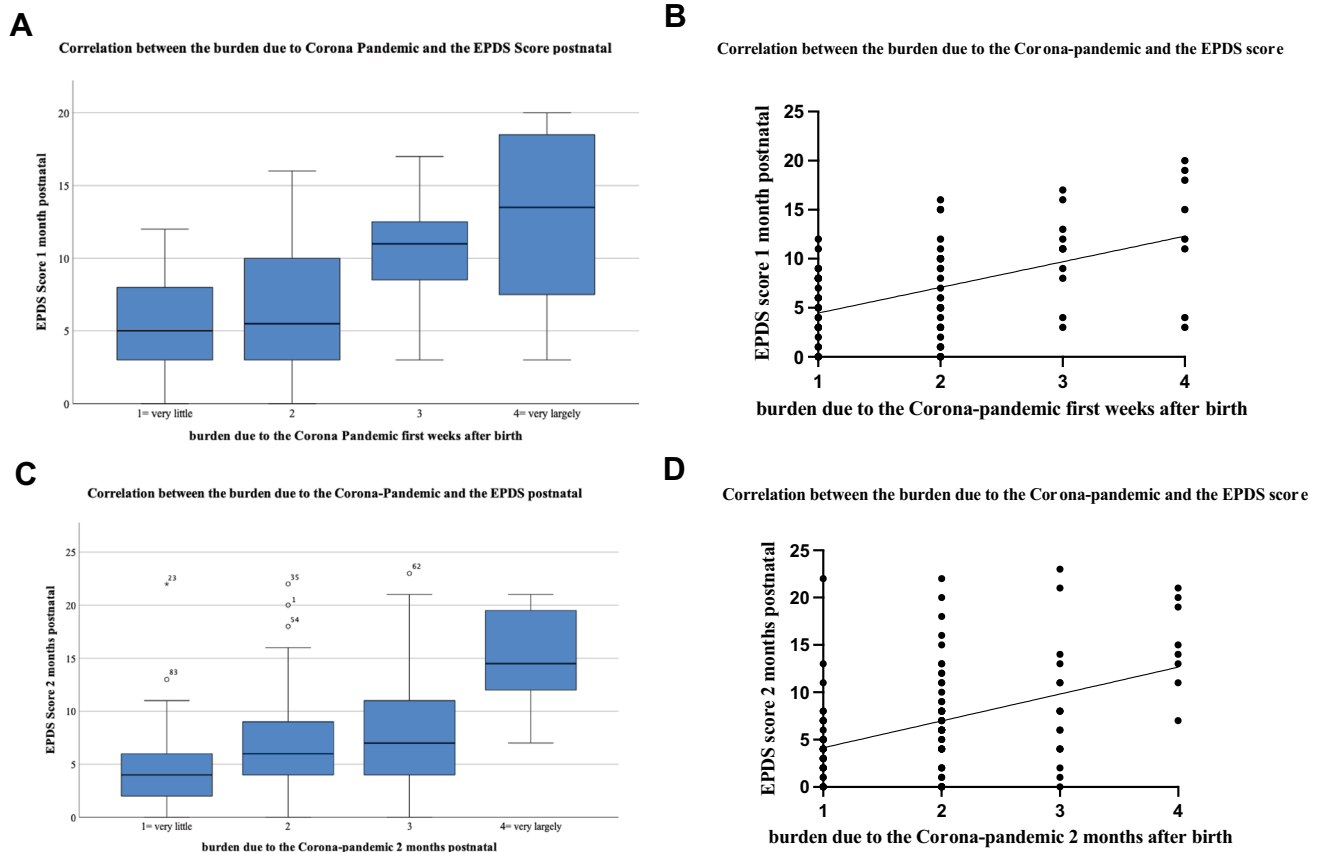 A
Correlation between the burden due to Corona Pandemic and the EPDS Score postnatal
EPDS Score 1 month postnatal
20
15
10
5
0
1= very little
2
3
4= very largely
burden due to the Corona Pandemic first weeks after birth
B
Correlation between the burden due to the Corona-pandemic and the EPDS score
EPDS score 1 month postnatal
25
20
15
10
5
0
1
2
3
4
burden due to the Corona-pandemic first weeks after birth
C
Correlation between the burden due to the Corona-Pandemic and the EPDS postnatal
EPDS Score 2 months postnatal
25
20
15
10
5
0
23
83
35
1
54
62
1= very little
2
3
4= very largely
burden due to the Corona-pandemic 2 months postnatal
D
Correlation between the burden due to the Corona-pandemic and the EPDS score
EPDS score 2 months postnatal
25
20
15
10
5
0
1
2
3
4
burden due to the Corona-pandemic 2 months after birth